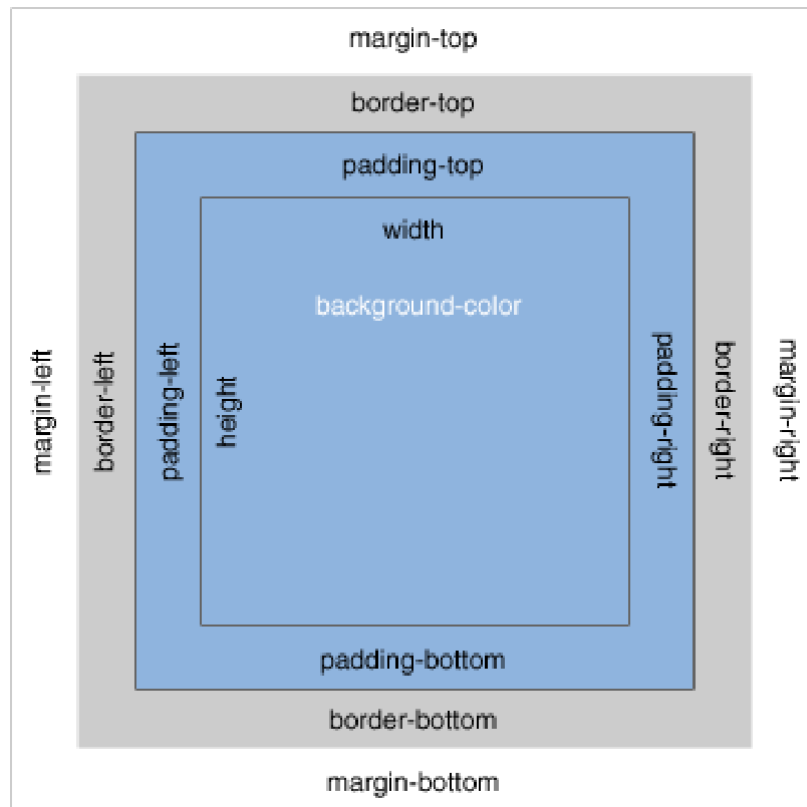 margin-top
border-top
padding-top
width
background-color
margin-left
border-left
padding-left
height
padding-right
border-right
margin-right
padding-bottom
border-bottom
margin-bottom